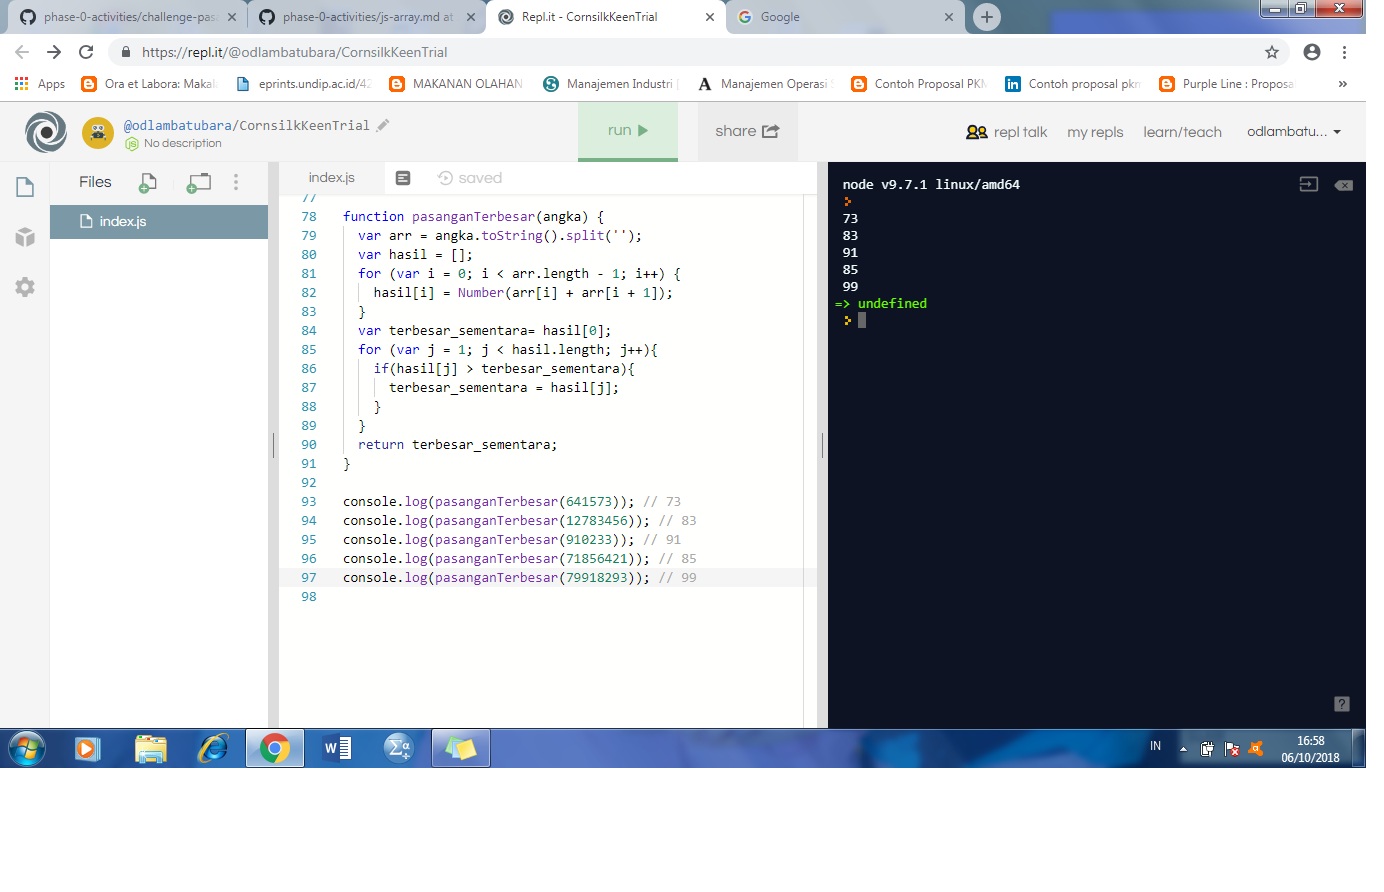 phase-0-activities/challenge-pas
phase-0-activities/js-array.md at
Repl.it - CornsilkKeenTrial
Google
https://repl.it/@odlambatubara/CornsilkKeenTrial
Apps
Ora et Labora: Makal
eprints.undip.ac.id/42
MAKANAN OLAHAN
Manajemen Industri |
Manajemen Operasi S
Contoh Proposal PKM
Contoh proposal pkm
Purple Line : Proposa
»
@odlambatubara/CornsilkKeenTrial
No description
run
share
repl talk
my repls
learn/teach
odlambatu...
Files
index.js
index.js
saved
77
78 function pasanganTerbesar(angka) {
79 var arr = angka.toString().split('');
80 var hasil = [];
81 for (var i = 0; i < arr.length - 1; i++) {
82 hasil[i] = Number(arr[i] + arr[i + 1]);
83 }
84 var terbesar_sementara= hasil[0];
85 for (var j = 1; j < hasil.length; j++){
86 if(hasil[j] > terbesar_sementara){
87 terbesar_sementara = hasil[j];
88 }
89 }
90 return terbesar_sementara;
91 }
92
93 console.log(pasanganTerbesar(641573)); // 73
94 console.log(pasanganTerbesar(12783456)); // 83
95 console.log(pasanganTerbesar(910233)); // 91
96 console.log(pasanganTerbesar(71856421)); // 85
97 console.log(pasanganTerbesar(79918293)); // 99
98
node v9.7.1 linux/amd64
>
73
83
91
85
99
=> undefined
>
?
IN
16:58
06/10/2018